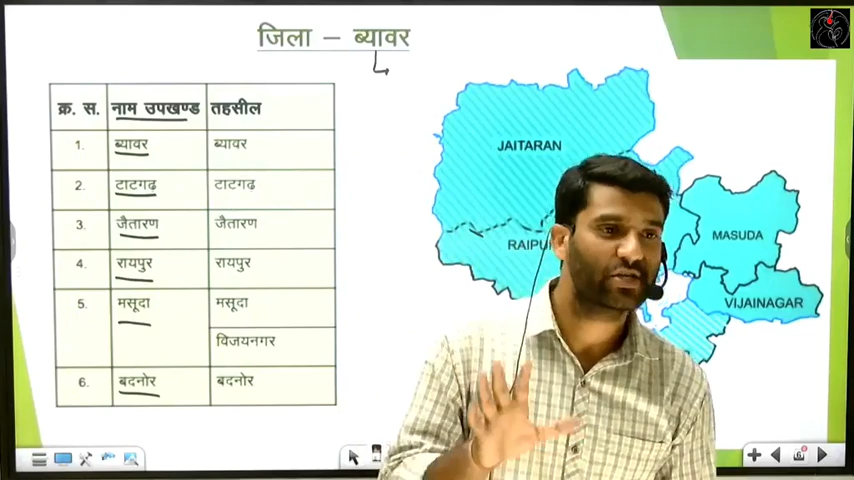 जिला – ब्यावर
क्र. स. नाम उपखण्ड तहसील
1. ब्यावर ब्यावर
2. टाटगढ टाटगढ
3. जैतारण जैतारण
4. रायपुर रायपुर
5. मसूदा मसूदा
विजयनगर
6. बदनोर बदनोर
JAITARAN
MASUDA
VIJAINAGAR